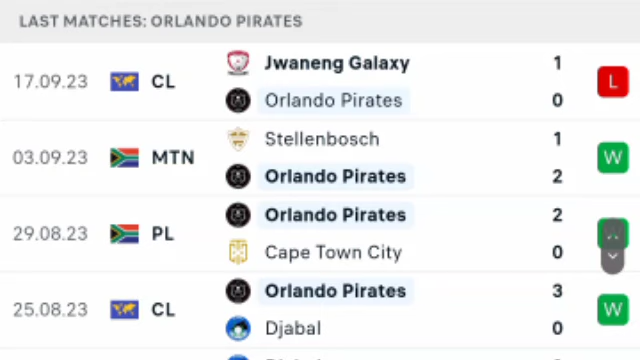 LAST MATCHES: ORLANDO PIRATES
17.09.23 CL Jwaneng Galaxy 1 L
Orlando Pirates 0
03.09.23 MTN Stellenbosch 1 W
Orlando Pirates 2
29.08.23 PL Orlando Pirates 2
Cape Town City 0
25.08.23 CL Orlando Pirates 3 W
Djabal 0